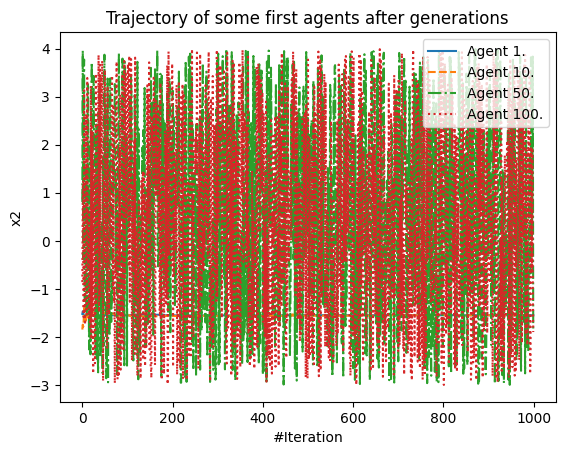 Trajectory of some first agents after generations
Agent 1.
Agent 10.
Agent 50.
Agent 100.
4
3
2
1
0
−1
−2
−3
x2
0 200 400 600 800 1000
#Iteration